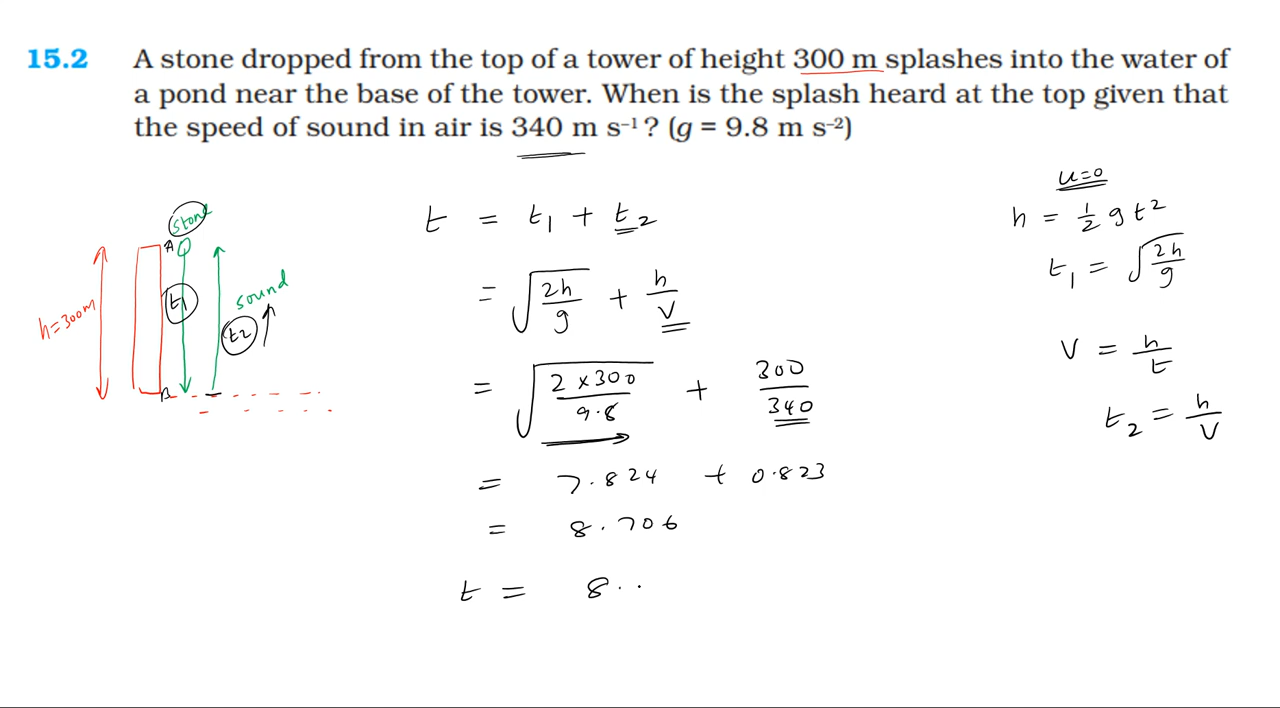 15.2 A stone dropped from the top of a tower of height 300 m splashes into the water of
a pond near the base of the tower. When is the splash heard at the top given that
the speed of sound in air is 340 m s⁻¹ ? (g = 9.8 m s⁻²)
stone
A
h=300m
t1
sound
t2
B
t = t₁ + t₂
= √(2h/g) + h/V
= √(2×300/9.8) + 300/340
= 7.824 + 0.823
= 8.706
t = 8..
u=0
h = 1/2 g t²
t₁ = √(2h/g)
V = h/t
t₂ = h/V